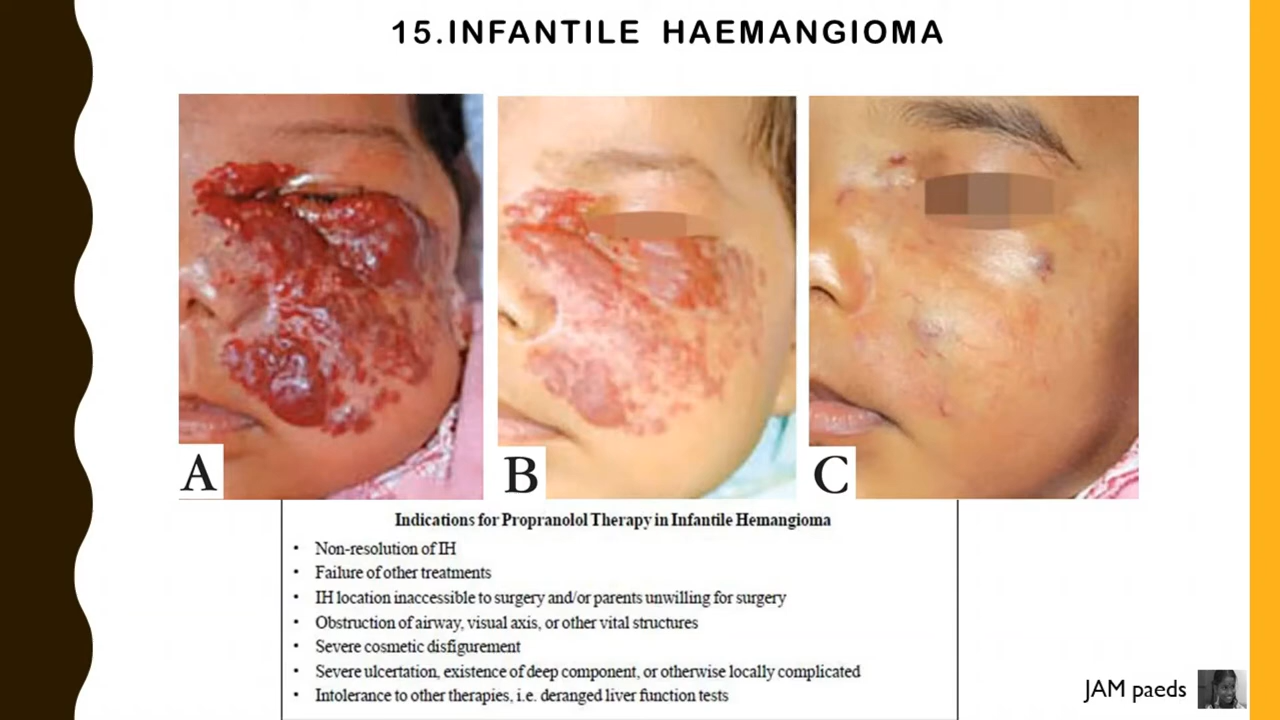 15.INFANTILE HAEMANGIOMA
A
B
C
Indications for Propranolol Therapy in Infantile Hemangioma
• Non-resolution of IH
• Failure of other treatments
• IH location inaccessible to surgery and/or parents unwilling for surgery
• Obstruction of airway, visual axis, or other vital structures
• Severe cosmetic disfigurement
• Severe ulcertation, existence of deep component, or otherwise locally complicated
• Intolerance to other therapies, i.e. deranged liver function tests
JAM paeds